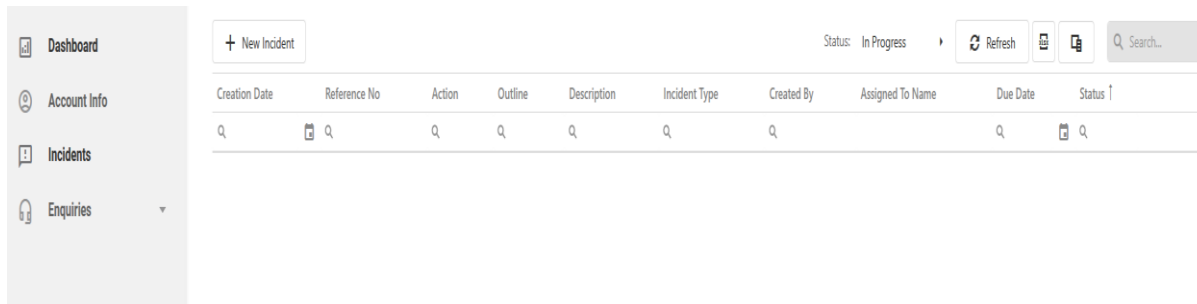 Dashboard
Account Info
Incidents
Enquiries
+ New Incident
Status: In Progress
Refresh
Search...
Creation Date Reference No Action Outline Description Incident Type Created By Assigned To Name Due Date Status